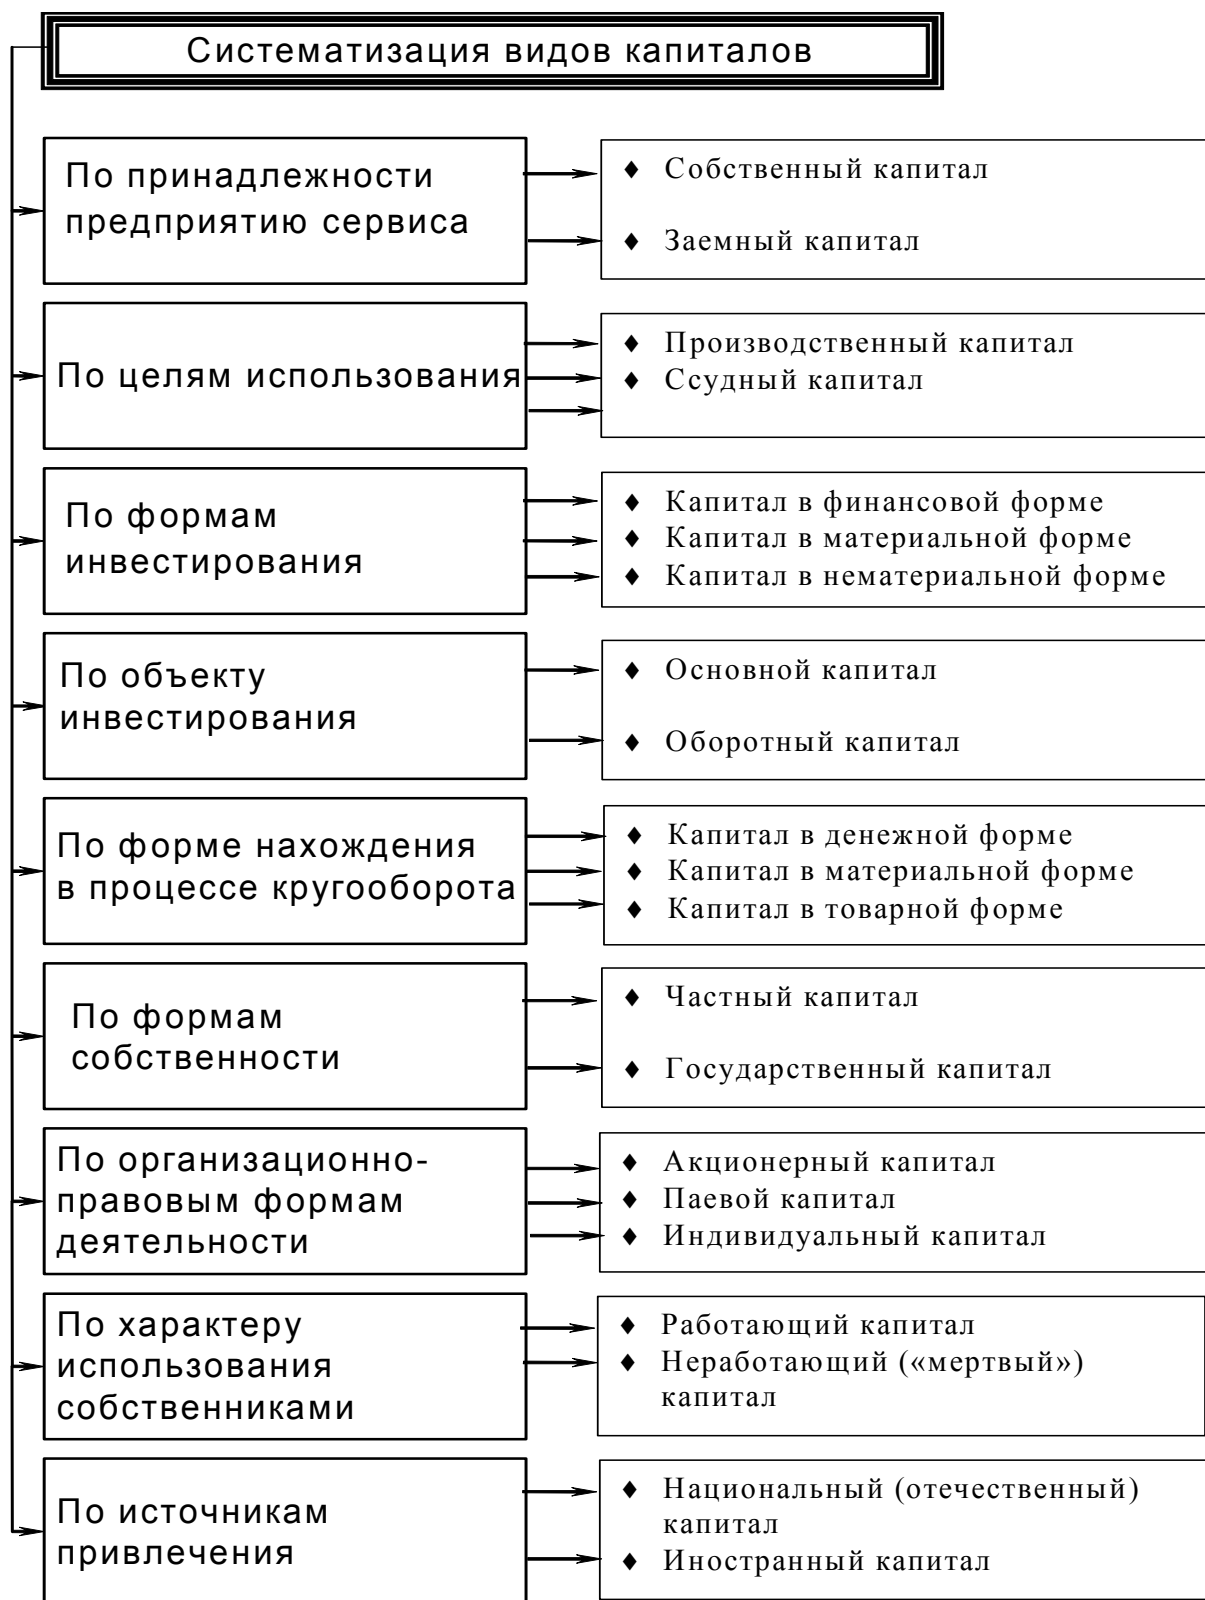 Систематизация видов капиталов
По принадлежности
предприятию сервиса
♦ Собственный капитал
♦ Заемный капитал
По целям использования
♦ Производственный капитал
♦ Ссудный капитал
По формам
инвестирования
♦ Капитал в финансовой форме
♦ Капитал в материальной форме
♦ Капитал в нематериальной форме
По объекту
инвестирования
♦ Основной капитал
♦ Оборотный капитал
По форме нахождения
в процессе кругооборота
♦ Капитал в денежной форме
♦ Капитал в материальной форме
♦ Капитал в товарной форме
По формам
собственности
♦ Частный капитал
♦ Государственный капитал
По организационно-
правовым формам
деятельности
♦ Акционерный капитал
♦ Паевой капитал
♦ Индивидуальный капитал
По характеру
использования
собственниками
♦ Работающий капитал
♦ Неработающий («мертвый»)
капитал
По источникам
привлечения
♦ Национальный (отечественный)
капитал
♦ Иностранный капитал